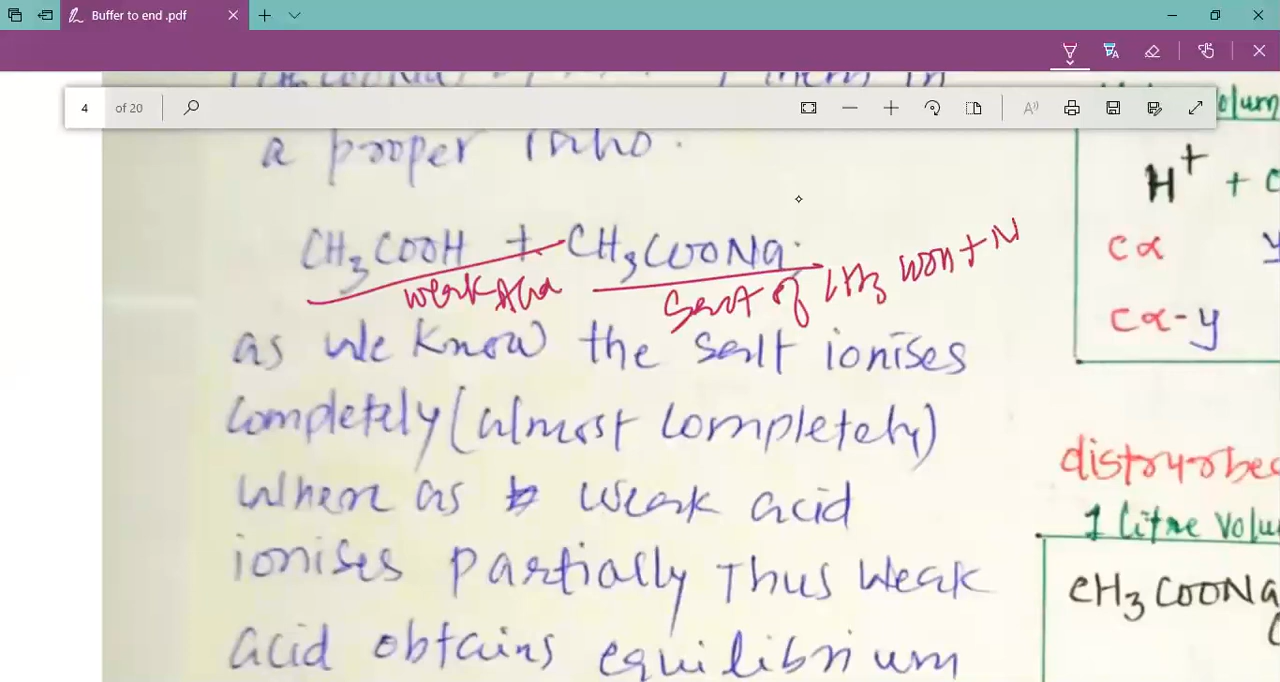 Buffer to end .pdf
4 of 20
a proper
CH3COOH + CH3COONa
weak Acid
Salt of CH3COOH + N
as we know the salt ionises
completely (almost completely)
where as weak acid
ionises partially Thus weak
acid obtains equilibrium
olum
H+ + C
cα y
cα-y
1 litre volu
CH3COONa